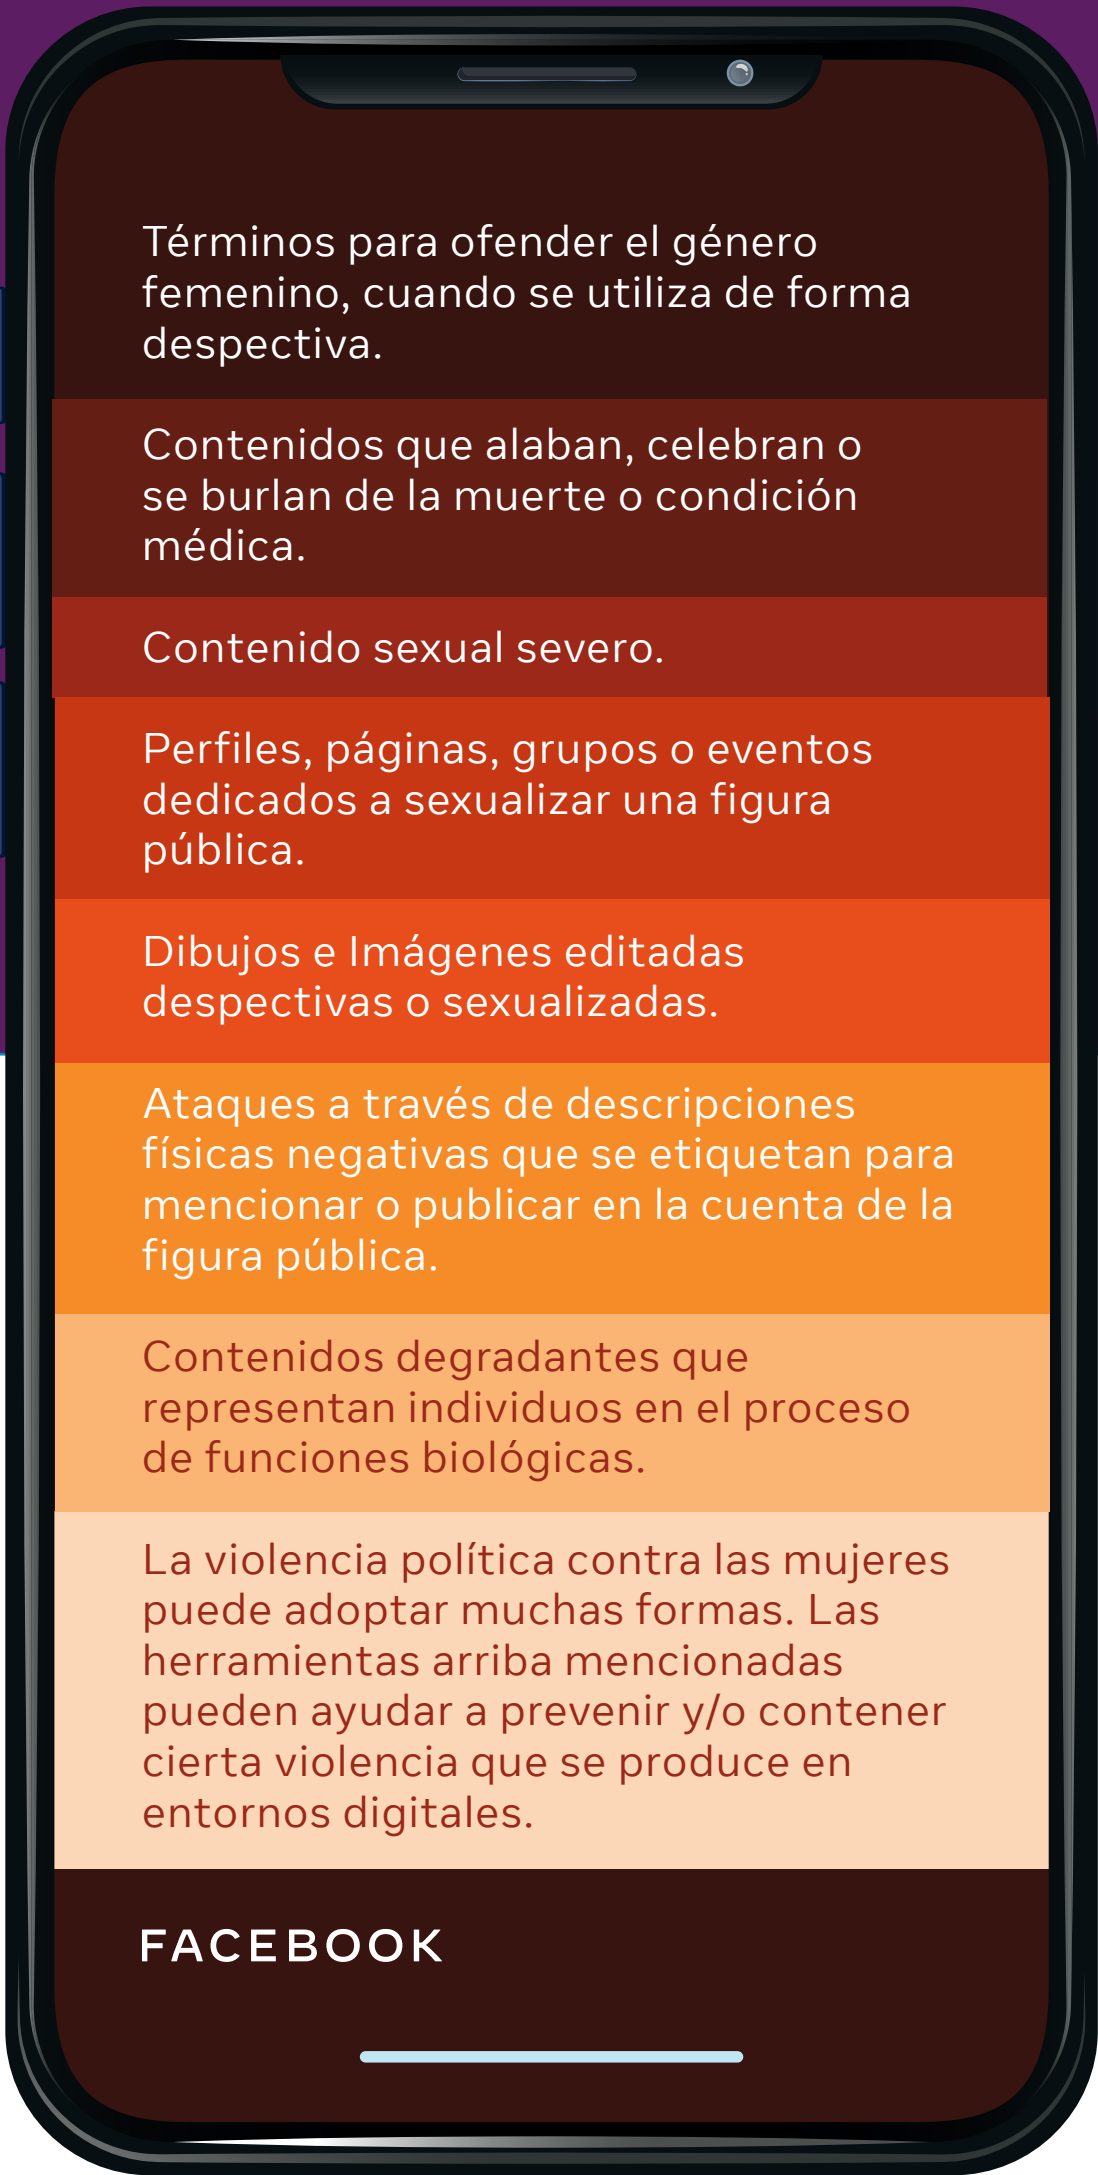 Términos para ofender el género
femenino, cuando se utiliza de forma
despectiva.
Contenidos que alaban, celebran o
se burlan de la muerte o condición
médica.
Contenido sexual severo.
Perfiles, páginas, grupos o eventos
dedicados a sexualizar una figura
pública.
Dibujos e Imágenes editadas
despectivas o sexualizadas.
Ataques a través de descripciones
físicas negativas que se etiquetan para
mencionar o publicar en la cuenta de la
figura pública.
Contenidos degradantes que
representan individuos en el proceso
de funciones biológicas.
La violencia política contra las mujeres
puede adoptar muchas formas. Las
herramientas arriba mencionadas
pueden ayudar a prevenir y/o contener
cierta violencia que se produce en
entornos digitales.
FACEBOOK